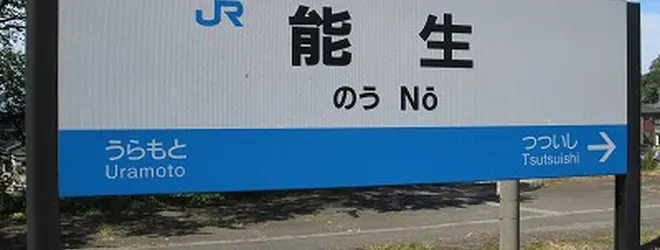 JR
能生
のう Nō
うらもと つついし →
Uramoto Tsutsuishi